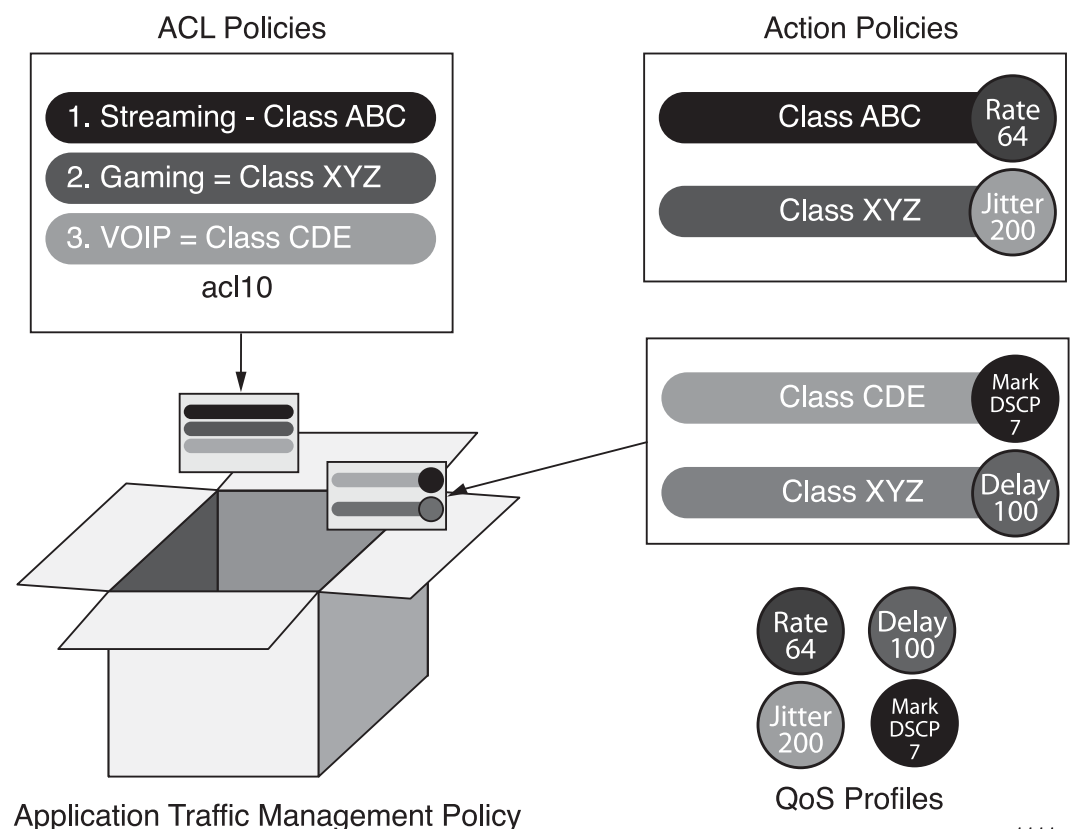 ACL Policies
1. Streaming - Class ABC
2. Gaming = Class XYZ
3. VOIP = Class CDE
acl10
Action Policies
Class ABC
Rate
64
Class XYZ
Jitter
200
Class CDE
Mark
DSCP
7
Class XYZ
Delay
100
Rate
64
Delay
100
Jitter
200
Mark
DSCP
7
QoS Profiles
Application Traffic Management Policy